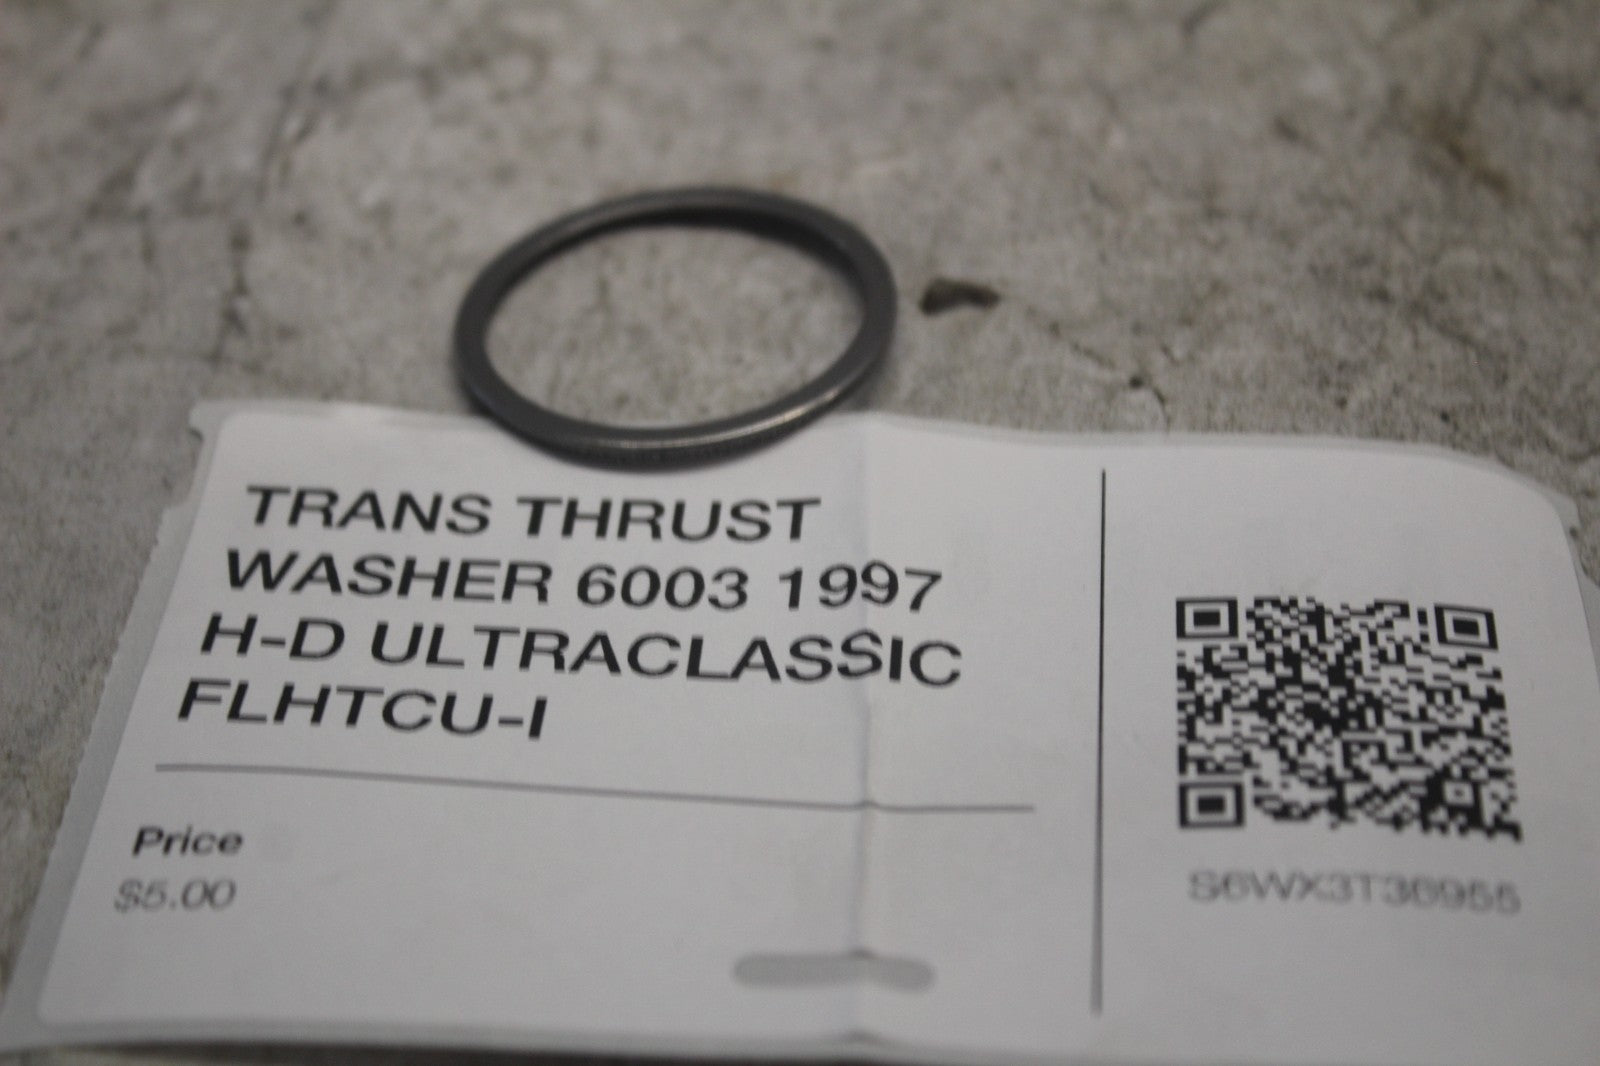 TRANS THRUST
WASHER 6003 1997
H-D ULTRACLASSIC
FLHTCU-I
Price
$5.00
S6WX3T36955